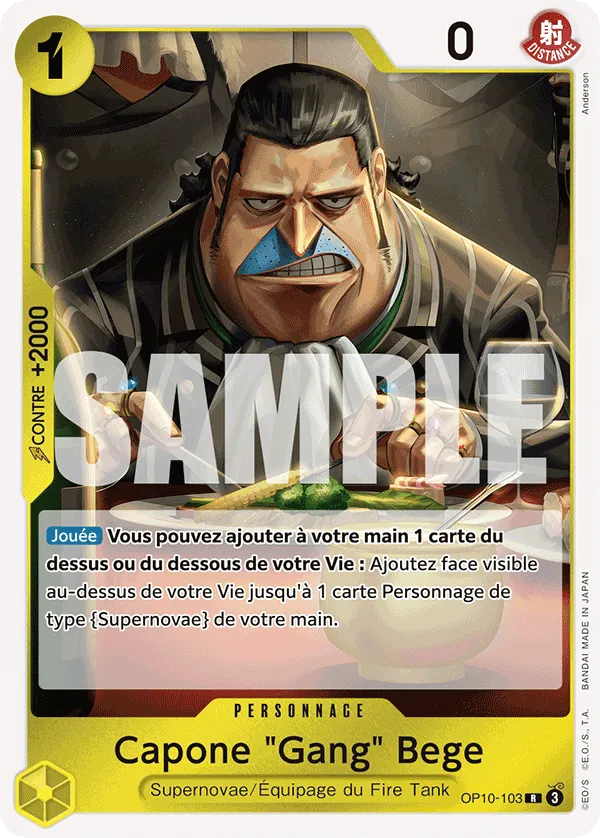 1
0
射
DISTANCE
Anderson
CONTRE +2000
SAMPLE
Jouée Vous pouvez ajouter à votre main 1 carte du
dessus ou du dessous de votre Vie : Ajoutez face visible
au-dessus de votre Vie jusqu'à 1 carte Personnage de
type {Supernovae} de votre main.
PERSONNAGE
Capone "Gang" Bege
Supernovae/Équipage du Fire Tank
OP10-103 R 3
©E.O/S ©E.O./S., T.A. BANDAI MADE IN JAPAN